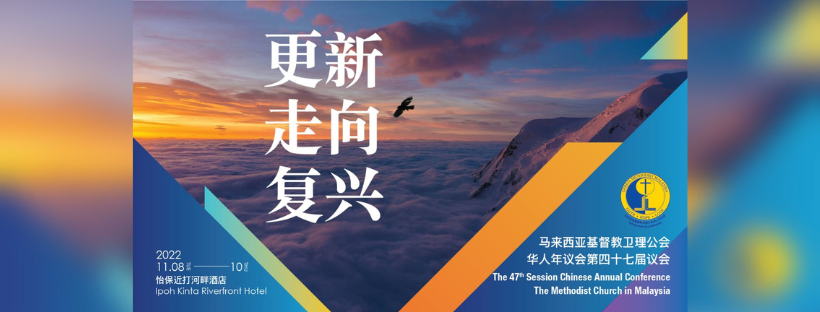 更新
走向
复兴
2022
11.08——10
怡保近打河畔酒店
Ipoh Kinta Riverfront Hotel
马来西亚基督教卫理公会
华人年议会第四十七届议会
The 47th Session Chinese Annual Conference
The Methodist Church in Malaysia